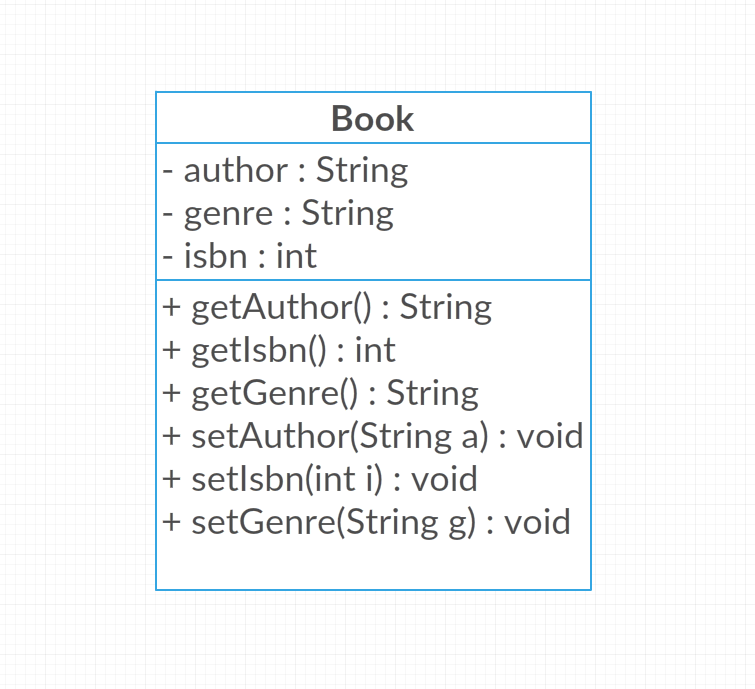 Book
- author : String
- genre : String
- isbn : int
+ getAuthor() : String
+ getIsbn() : int
+ getGenre() : String
+ setAuthor(String a) : void
+ setIsbn(int i) : void
+ setGenre(String g) : void